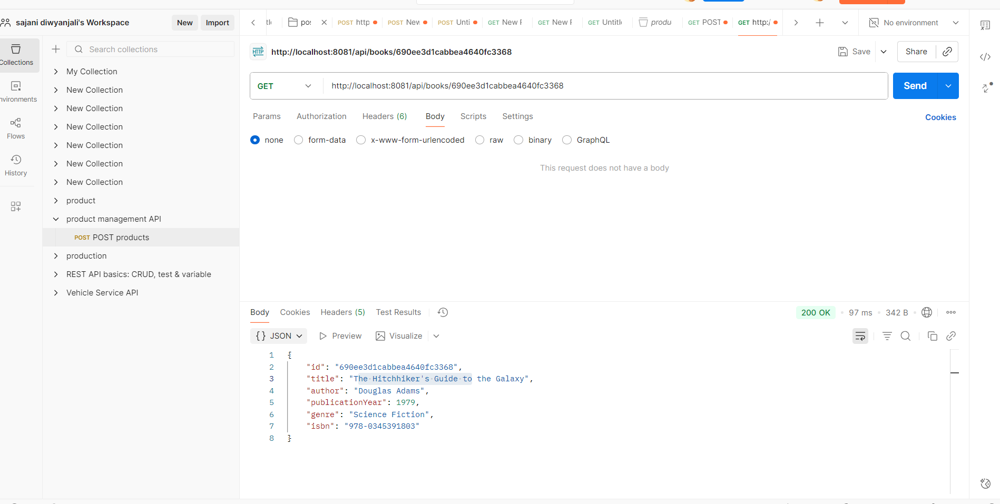 sajani diwyanjali's Workspace
New
Import
pos
POST http
POST New
POST Unti
GET New F
GET New F
GET Untitl
produ
GET POST
GET http:/
No environment
Collections
nvironments
Flows
History
Search collections
My Collection
New Collection
New Collection
New Collection
New Collection
New Collection
New Collection
product
product management API
POST POST products
production
REST API basics: CRUD, test & variable
Vehicle Service API
HTTP http://localhost:8081/api/books/690ee3d1cabbea4640fc3368
Save
Share
GET http://localhost:8081/api/books/690ee3d1cabbea4640fc3368
Send
Params Authorization Headers (6) Body Scripts Settings
Cookies
none form-data x-www-form-urlencoded raw binary GraphQL
This request does not have a body
Body Cookies Headers (5) Test Results
200 OK • 97 ms • 342 B
{} JSON Preview Visualize
1 {
2 "id": "690ee3d1cabbea4640fc3368",
3 "title": "The Hitchhiker's Guide to the Galaxy",
4 "author": "Douglas Adams",
5 "publicationYear": 1979,
6 "genre": "Science Fiction",
7 "isbn": "978-0345391803"
8 }